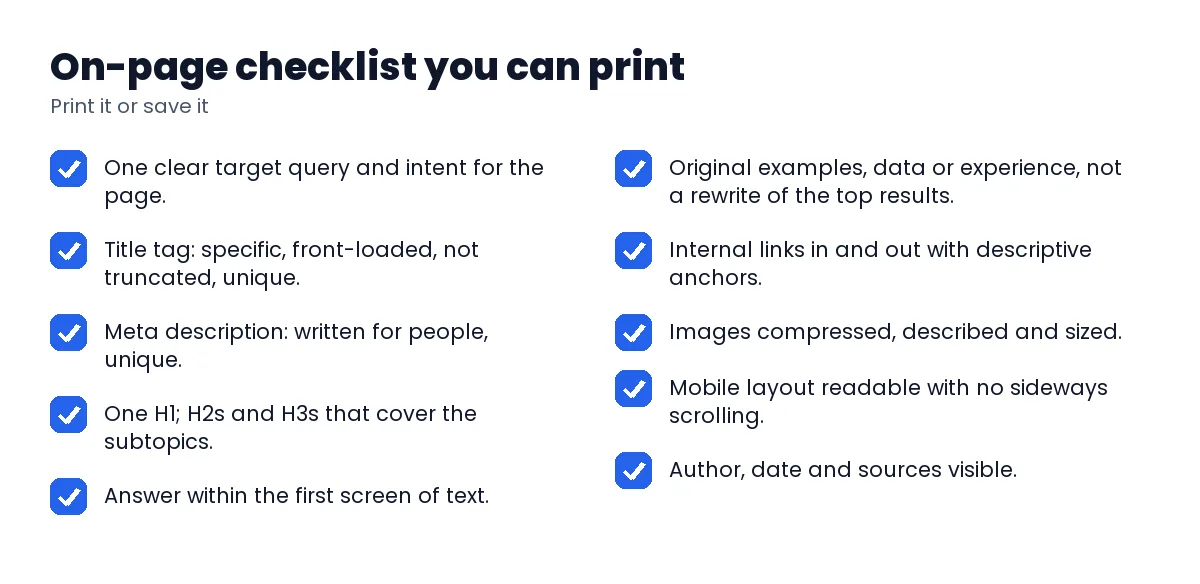 On-page checklist you can print
Print it or save it
One clear target query and intent for the
page.
Title tag: specific, front-loaded, not
truncated, unique.
Meta description: written for people,
unique.
One H1; H2s and H3s that cover the
subtopics.
Answer within the first screen of text.
Original examples, data or experience, not
a rewrite of the top results.
Internal links in and out with descriptive
anchors.
Images compressed, described and sized.
Mobile layout readable with no sideways
scrolling.
Author, date and sources visible.